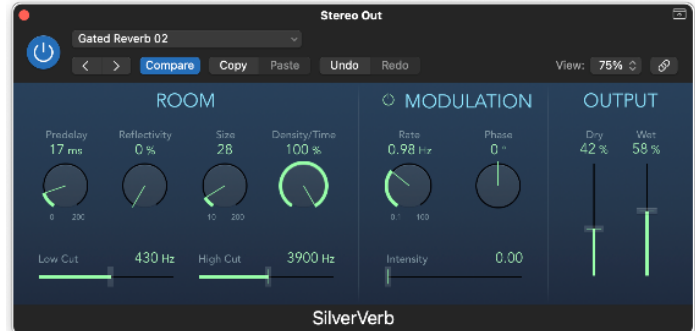 Stereo Out
Gated Reverb 02
Compare Copy Paste Undo Redo View: 75%
ROOM MODULATION OUTPUT
Predelay Reflectivity Size Density/Time Rate Phase Dry Wet
17 ms 0 % 28 100 % 0.98 Hz 0 ° 42 % 58 %
0 200 10 200 0.1 100
Low Cut 430 Hz High Cut 3900 Hz Intensity 0.00
SilverVerb